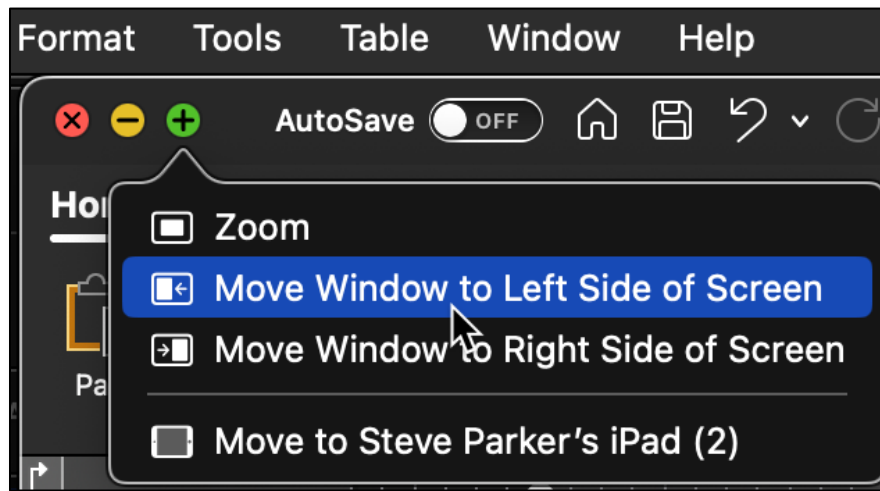 Format Tools Table Window Help
AutoSave OFF
Zoom
Move Window to Left Side of Screen
Move Window to Right Side of Screen
Move to Steve Parker’s iPad (2)